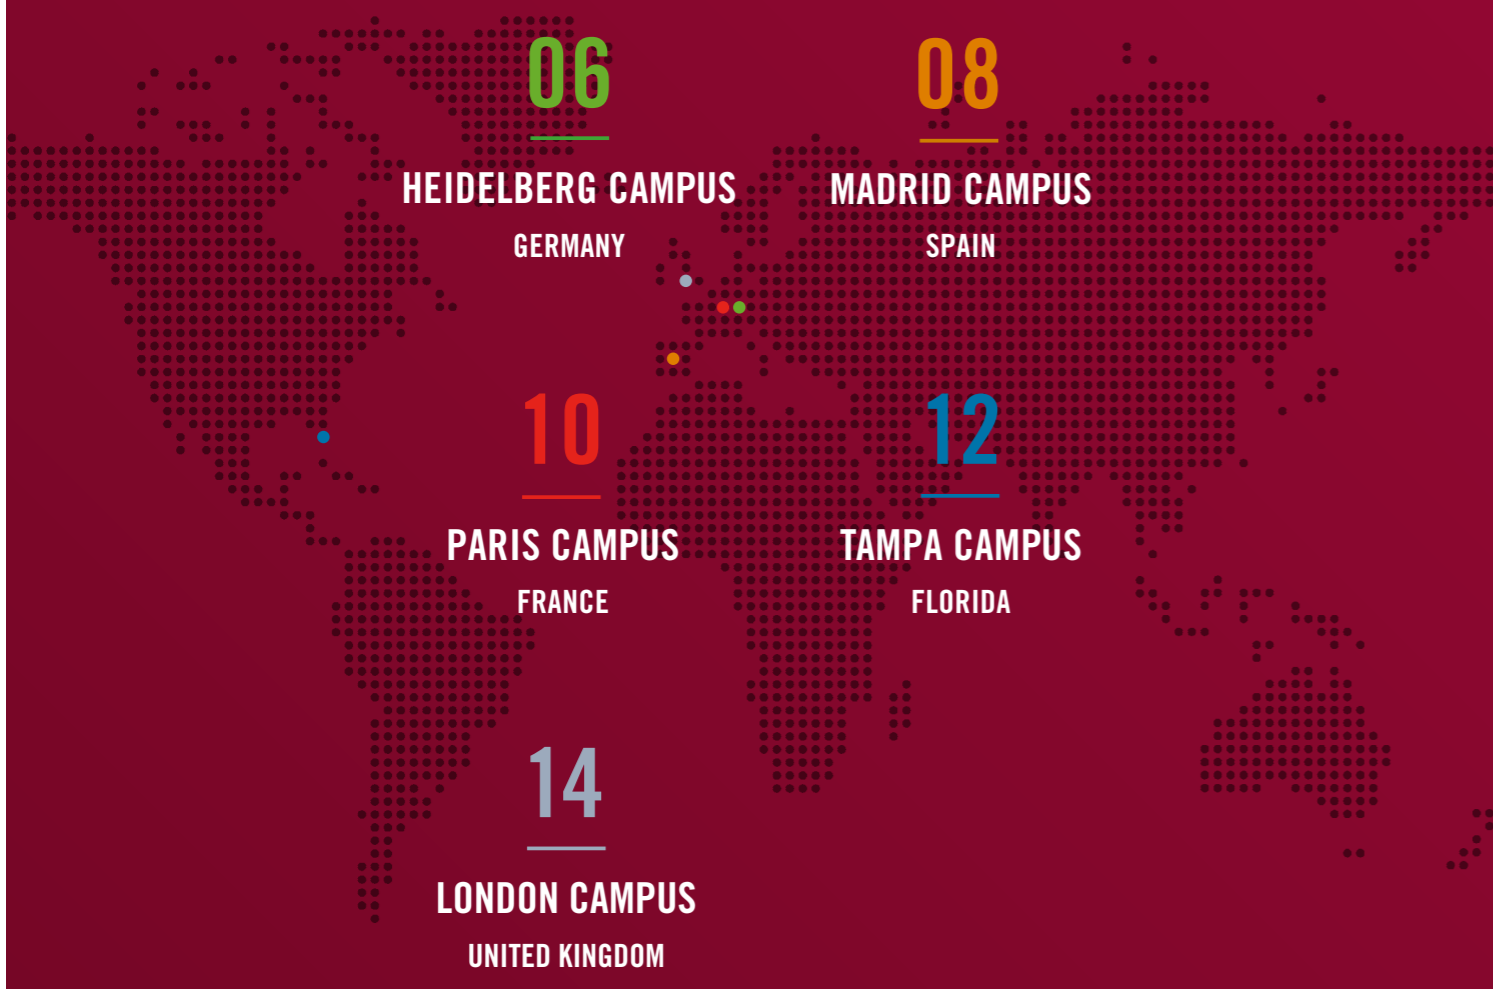 06
HEIDELBERG CAMPUS
GERMANY
08
MADRID CAMPUS
SPAIN
10
PARIS CAMPUS
FRANCE
12
TAMPA CAMPUS
FLORIDA
14
LONDON CAMPUS
UNITED KINGDOM